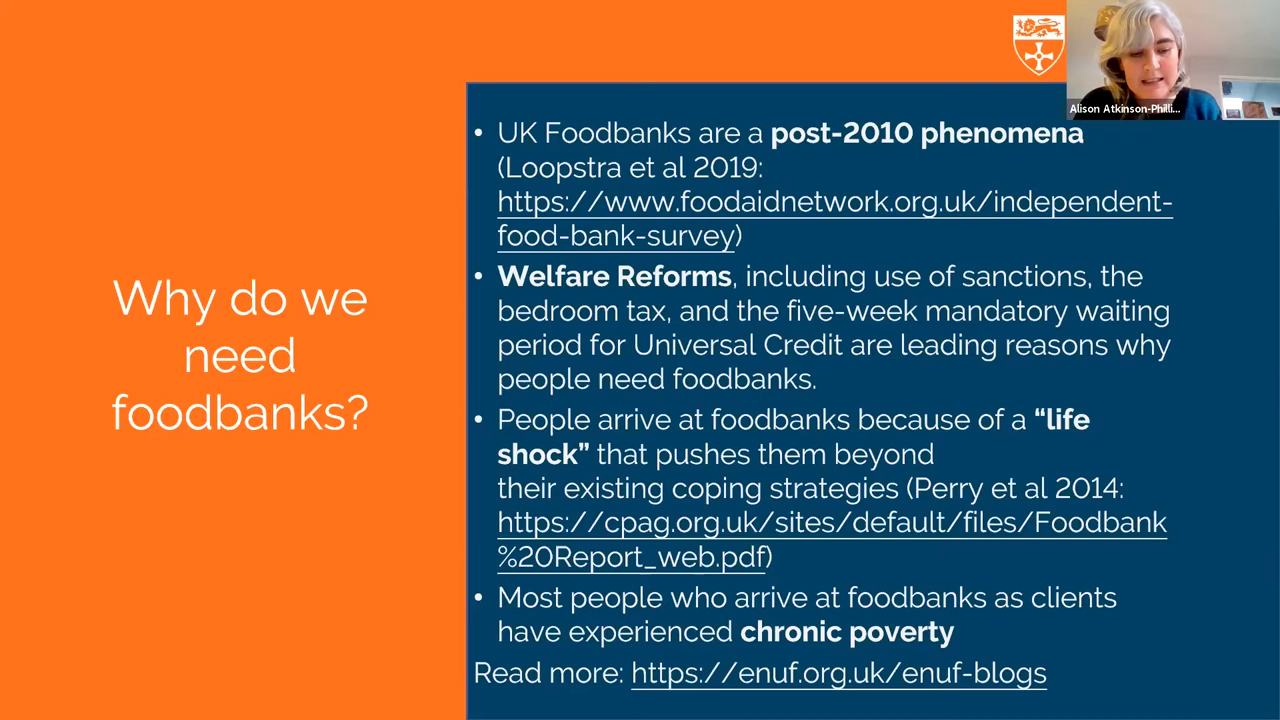 Why do we
need
foodbanks?
Alison Atkinson-Philli...
• UK Foodbanks are a post-2010 phenomena
(Loopstra et al 2019:
https://www.foodaidnetwork.org.uk/independent-
food-bank-survey)
• Welfare Reforms, including use of sanctions, the
bedroom tax, and the five-week mandatory waiting
period for Universal Credit are leading reasons why
people need foodbanks.
• People arrive at foodbanks because of a “life
shock” that pushes them beyond
their existing coping strategies (Perry et al 2014:
https://cpag.org.uk/sites/default/files/Foodbank
%20Report_web.pdf)
• Most people who arrive at foodbanks as clients
have experienced chronic poverty
Read more: https://enuf.org.uk/enuf-blogs